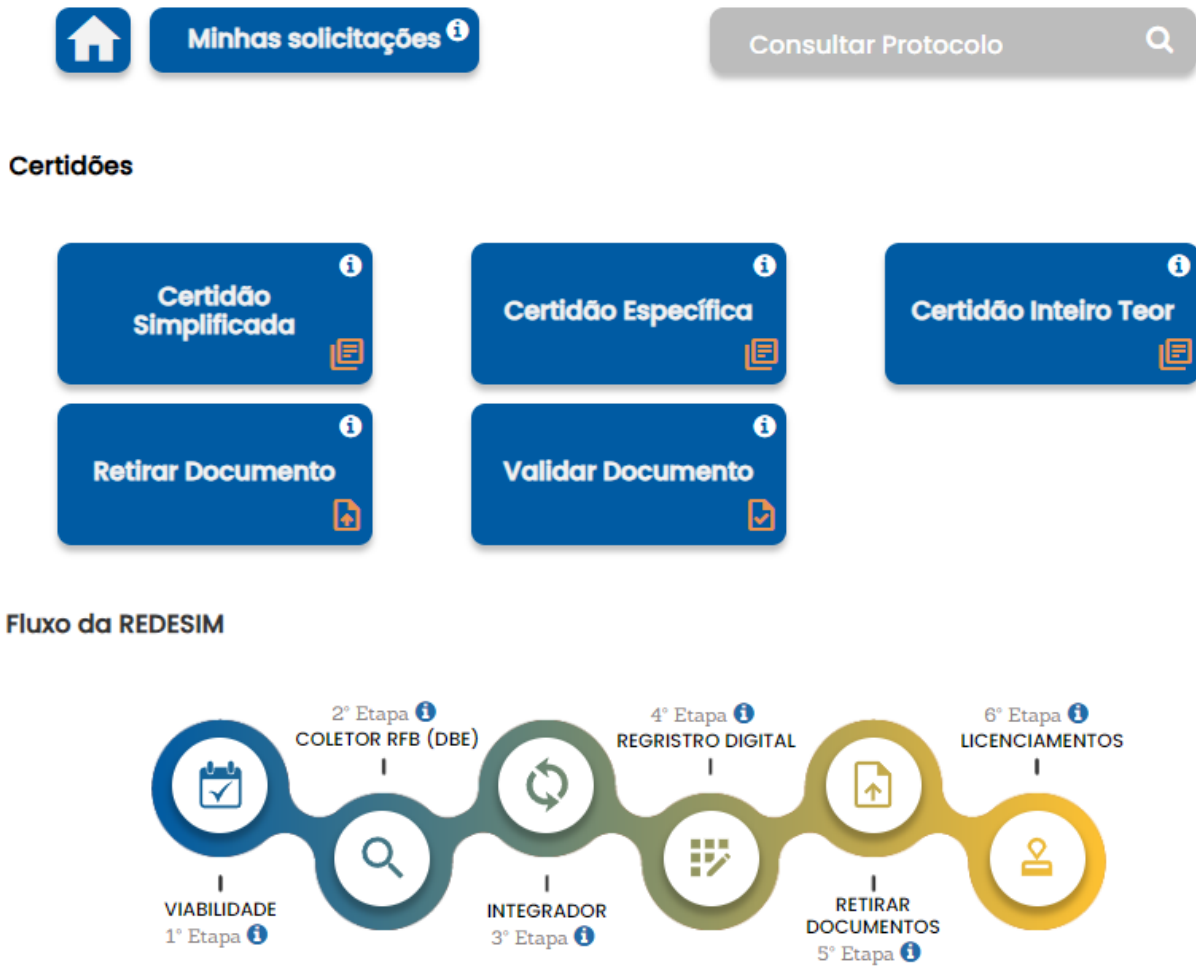 Minhas solicitações
Consultar Protocolo
Certidões
Certidão
Simplificada
Certidão Específica
Certidão Inteiro Teor
Retirar Documento
Validar Documento
Fluxo da REDESIM
VIABILIDADE
1° Etapa
2° Etapa
COLETOR RFB (DBE)
INTEGRADOR
3° Etapa
4° Etapa
REGRISTRO DIGITAL
RETIRAR
DOCUMENTOS
5° Etapa
6° Etapa
LICENCIAMENTOS